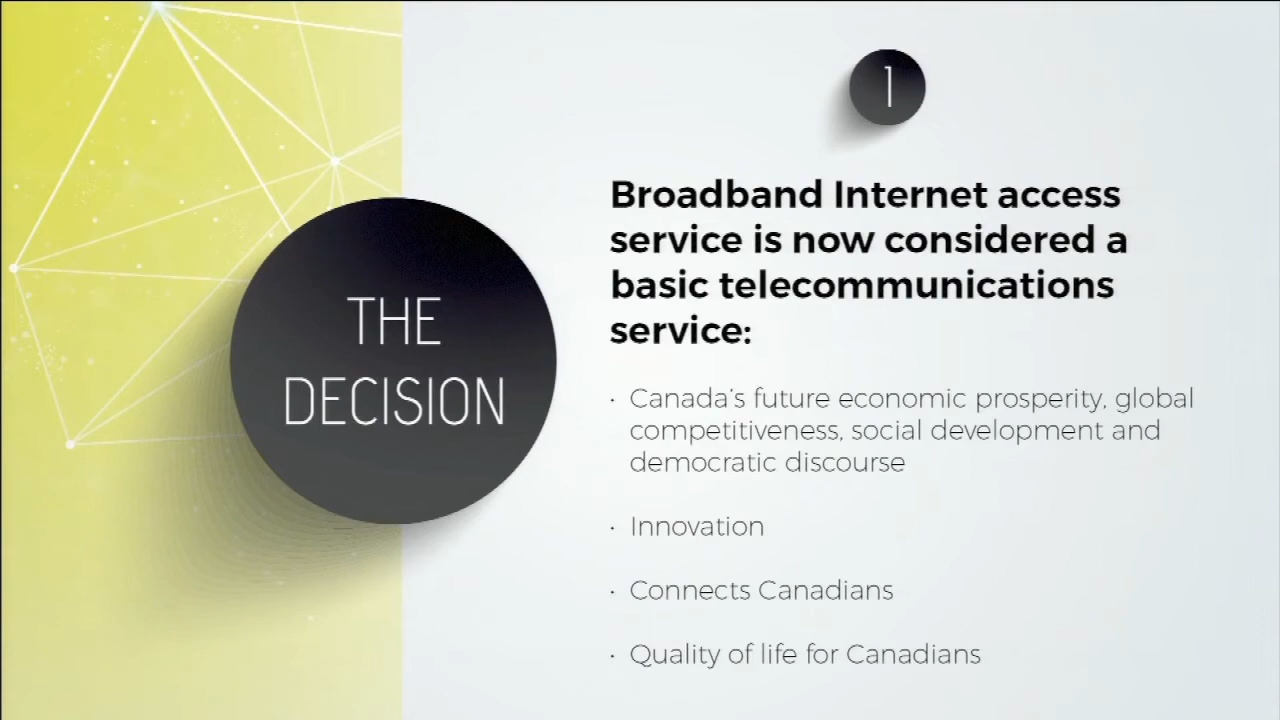 THE
DECISION
1
Broadband Internet access
service is now considered a
basic telecommunications
service:
· Canada's future economic prosperity, global
competitiveness, social development and
democratic discourse
· Innovation
· Connects Canadians
· Quality of life for Canadians